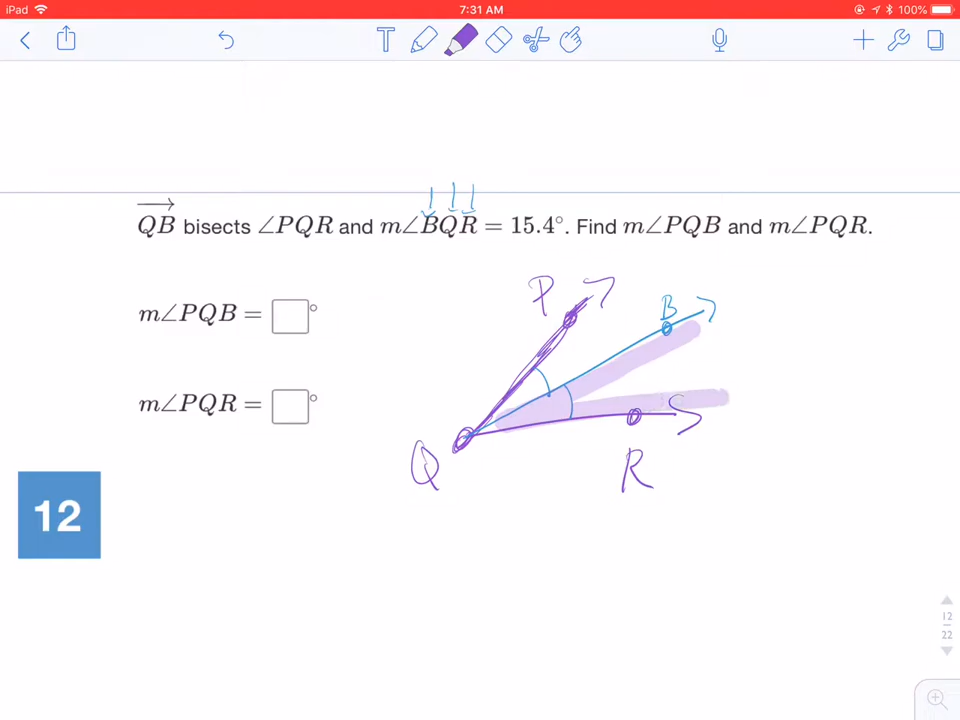 iPad 7:31 AM 100%
T
QB bisects ∠PQR and m∠BQR = 15.4°. Find m∠PQB and m∠PQR.
P
B
m∠PQB = °
m∠PQR = °
Q
R
12
12
22